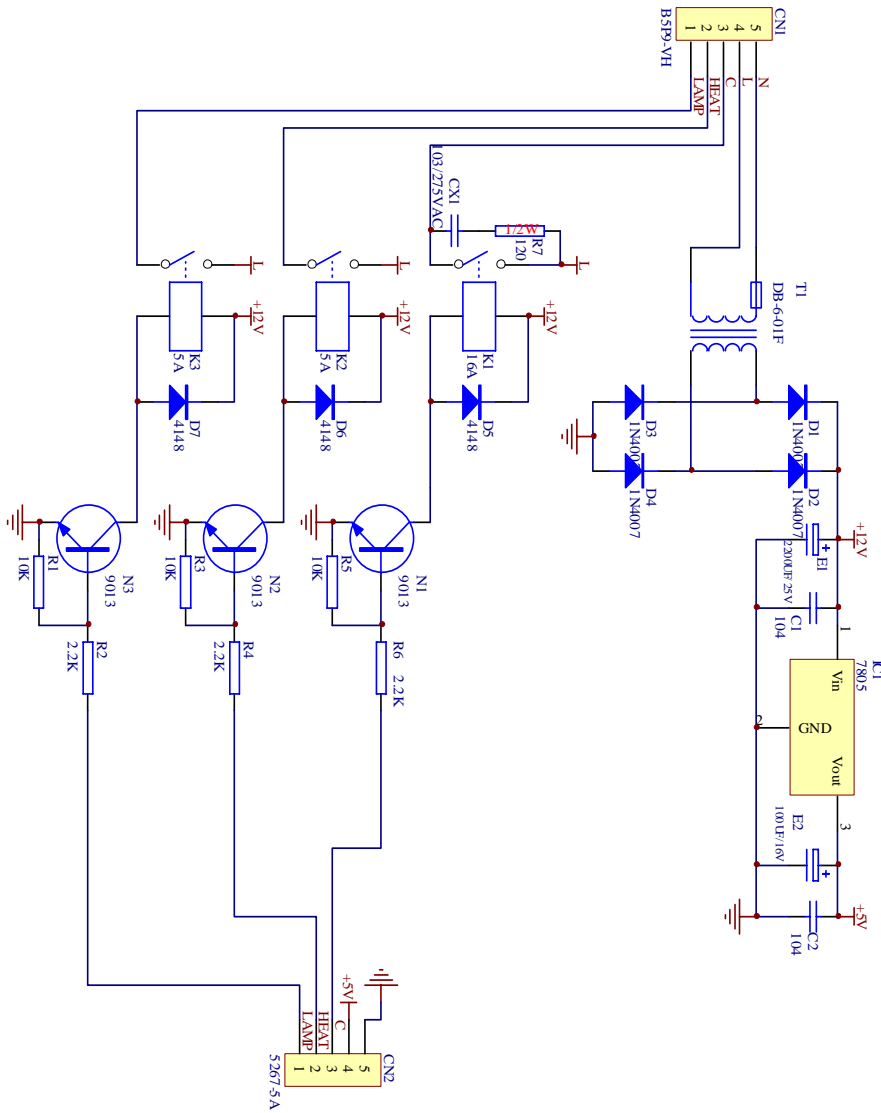 CN1
5
4
3
2
1
B5P9-VH
N
L
C
HEAT
LAMP
103/275VAC
CX1
1/2W
R7
120
L
L
L
T1
DB-6-01F
+12V
+12V
+12V
K3
5A
K2
5A
K1
16A
D7
4148
D6
4148
D5
4148
D3
1N4007
D4
1N4007
D1
1N400
D2
1N4007
+12V
E1
2200UF/25V
C1
104
1
IC1
7805
Vin
GND
Vout
2
3
E2
100UF/16V
+5V
C2
104
R1
10K
N3
9013
R3
10K
N2
9013
R5
10K
N1
9013
R2
2.2K
R4
2.2K
R6
2.2K
+5V
C
HEAT
LAMP
CN2
1
2
3
4
5
5267-5A